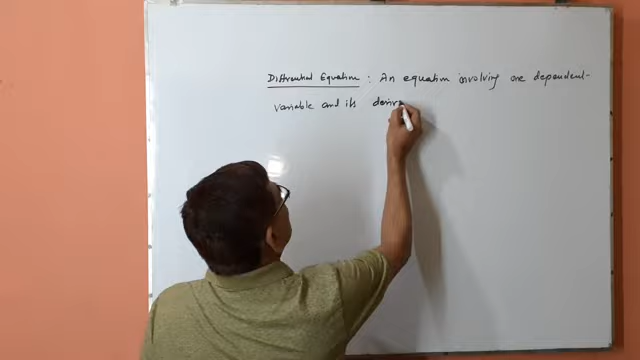 Differential Equation : An equation involving one dependent
variable and its deriva